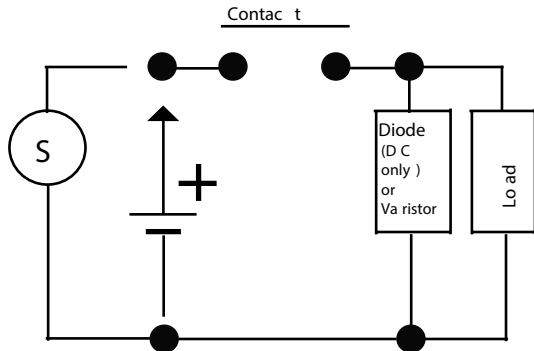 Contac t
S
+
Diode
(D C
only )
or
Va ristor
Lo ad